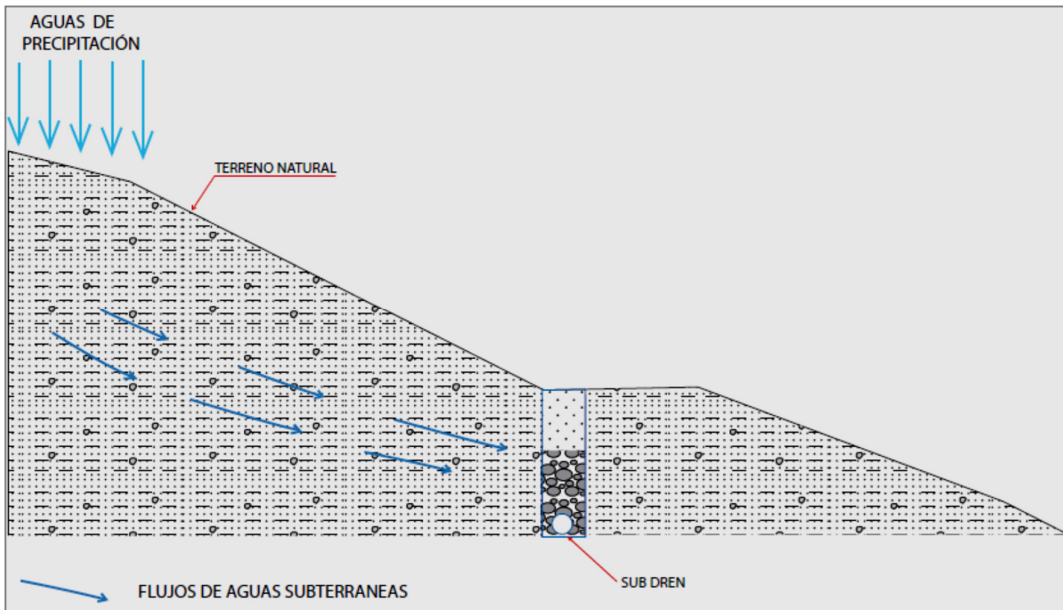 AGUAS DE
PRECIPITACIÓN
TERRENO NATURAL
SUB DREN
FLUJOS DE AGUAS SUBTERRANEAS